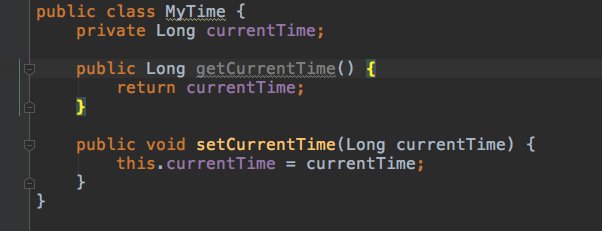 public class MyTime {
private Long currentTime;
public Long getCurrentTime() {
return currentTime;
}
public void setCurrentTime(Long currentTime) {
this.currentTime = currentTime;
}
}